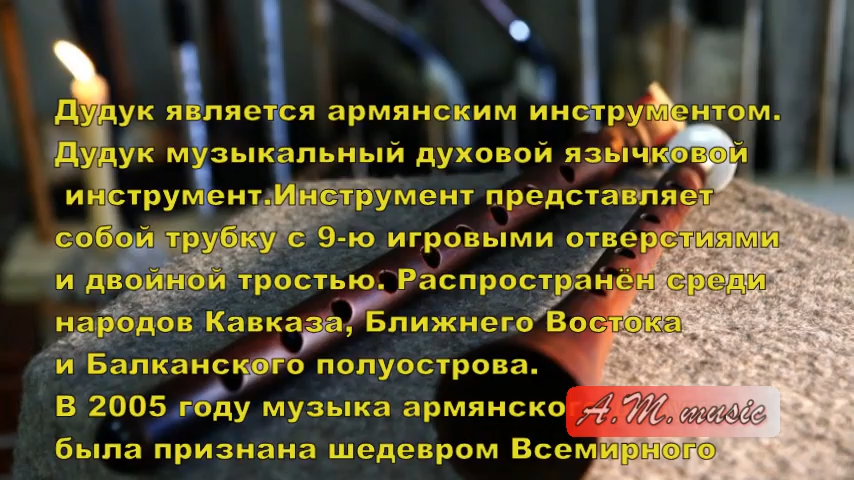 Дудук является армянским инструментом.
Дудук музыкальный духовой язычковой
инструмент.Инструмент представляет
собой трубку с 9-ю игровыми отверстиями
и двойной тростью. Распространён среди
народов Кавказа, Ближнего Востока
и Балканского полуострова.
В 2005 году музыка армянског
A.M. music
была признана шедевром Всемирного